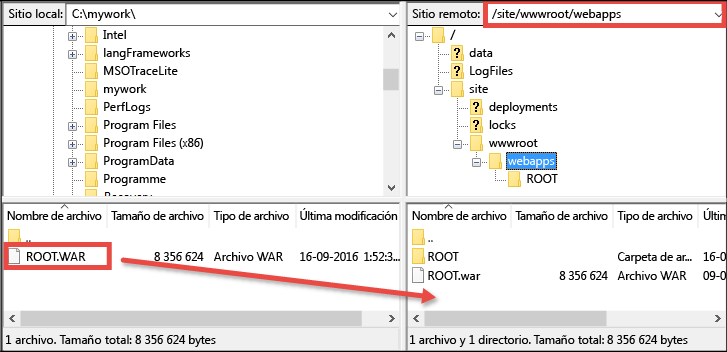 Sitio local: C:\mywork\
Intel
langFrameworks
MSOTraceLite
mywork
PerfLogs
Program Files
Program Files (x86)
ProgramData
Programme
Recovery
Nombre de archivo Tamaño de archivo Tipo de archivo Última modificación
..
ROOT.WAR 8 356 624 Archivo WAR 16-09-2016 1:52:3...
1 archivo. Tamaño total: 8 356 624 bytes
Sitio remoto: /site/wwwroot/webapps
/
? data
? LogFiles
site
? deployments
? locks
wwwroot
webapps
ROOT
Nombre de archivo Tamaño de archivo Tipo de archivo Últim
..
ROOT Carpeta de ar... 16-0
ROOT.war 8 356 624 Archivo WAR 09-0
1 archivo y 1 directorio. Tamaño total: 8 356 624 bytes